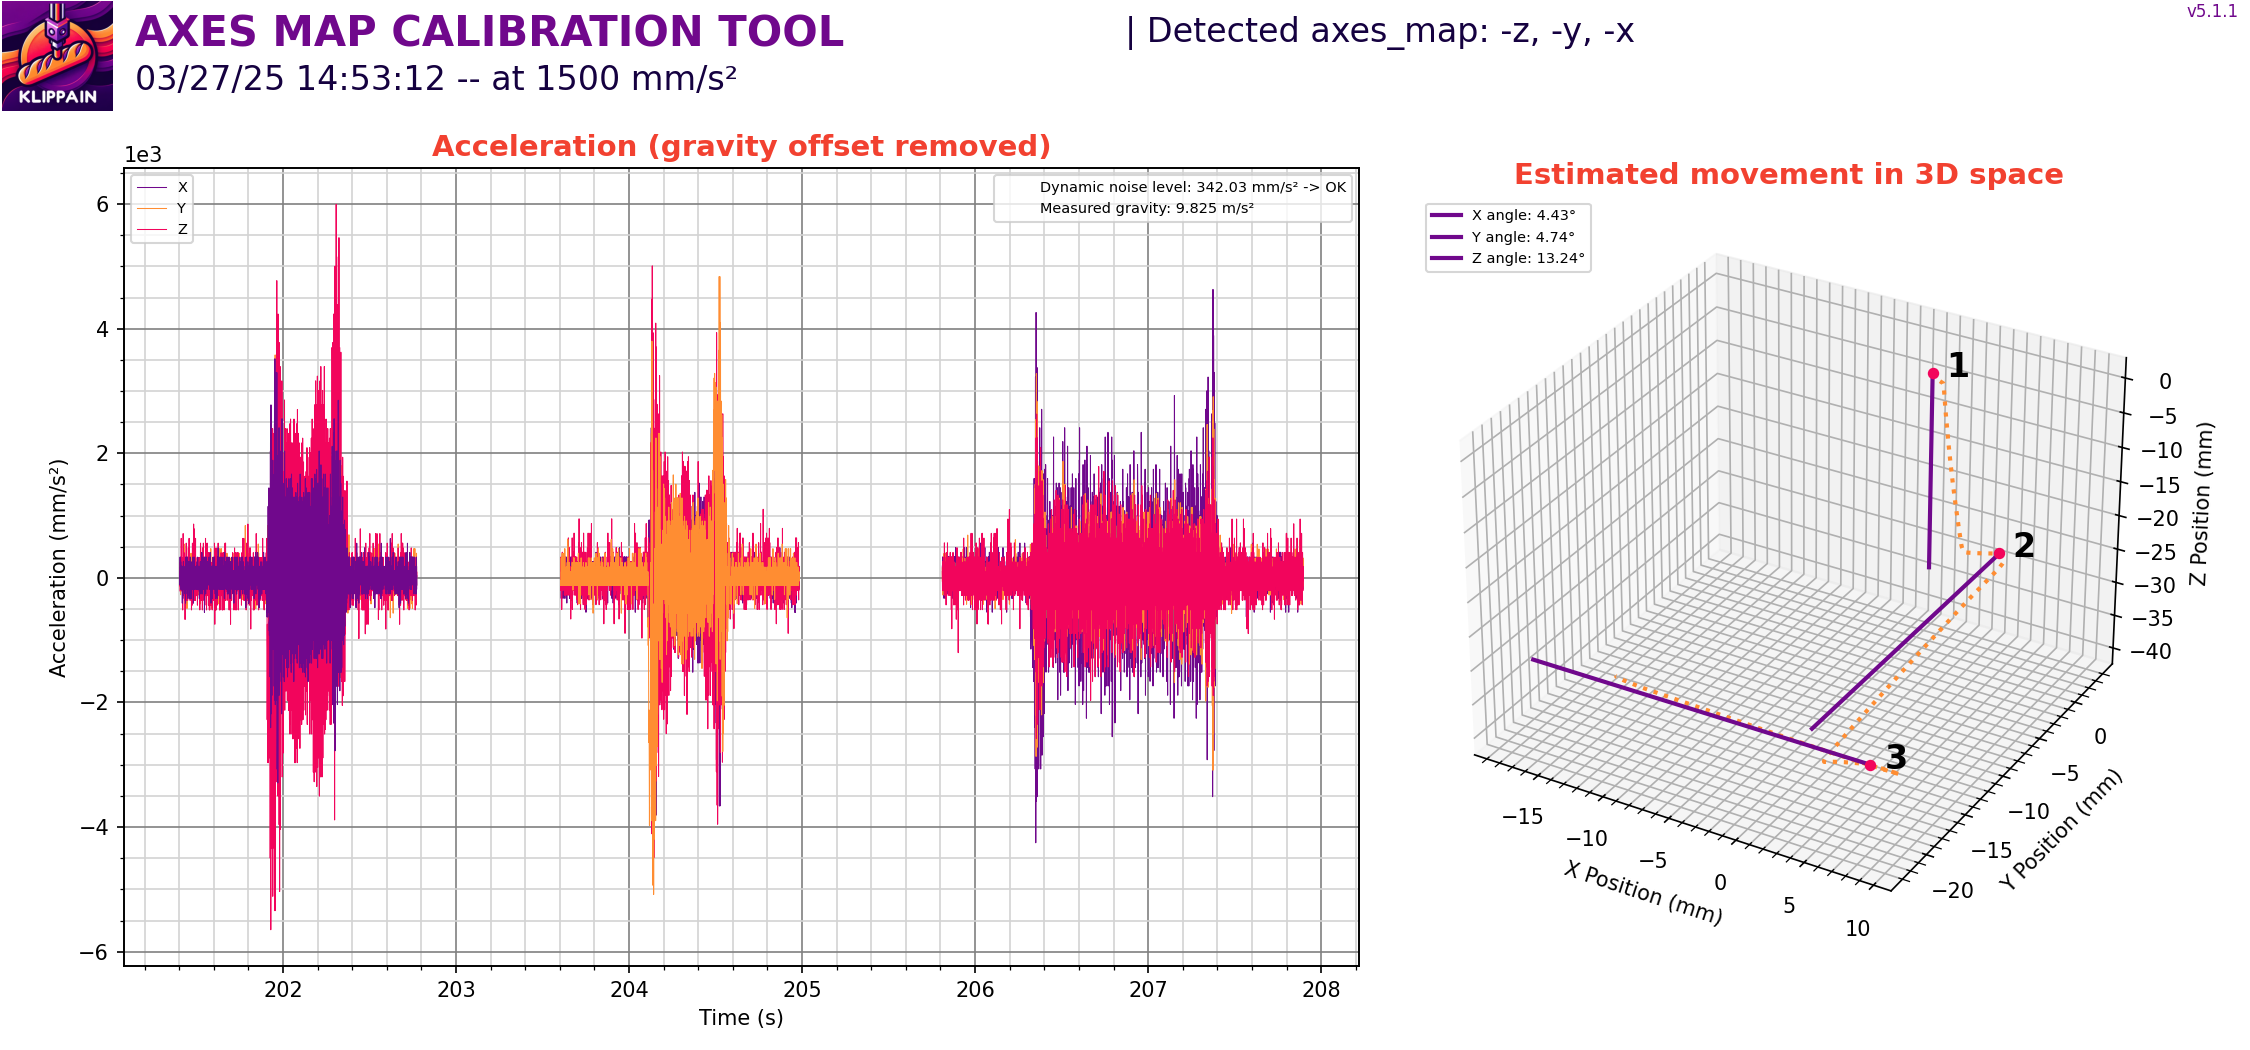 KLIPPAIN
AXES MAP CALIBRATION TOOL
03/27/25 14:53:12 -- at 1500 mm/s²
| Detected axes_map: -z, -y, -x
v5.1.1
Acceleration (gravity offset removed)
1e3
X
Y
Z
Dynamic noise level: 342.03 mm/s² -> OK
Measured gravity: 9.825 m/s²
6
4
2
0
−2
−4
−6
Acceleration (mm/s²)
202
203
204
205
206
207
208
Time (s)
Estimated movement in 3D space
X angle: 4.43°
Y angle: 4.74°
Z angle: 13.24°
1
2
3
0
−5
−10
−15
−20
−25
−30
−35
−40
Z Position (mm)
0
−5
−10
−15
−20
Y Position (mm)
−15
−10
−5
0
5
10
X Position (mm)